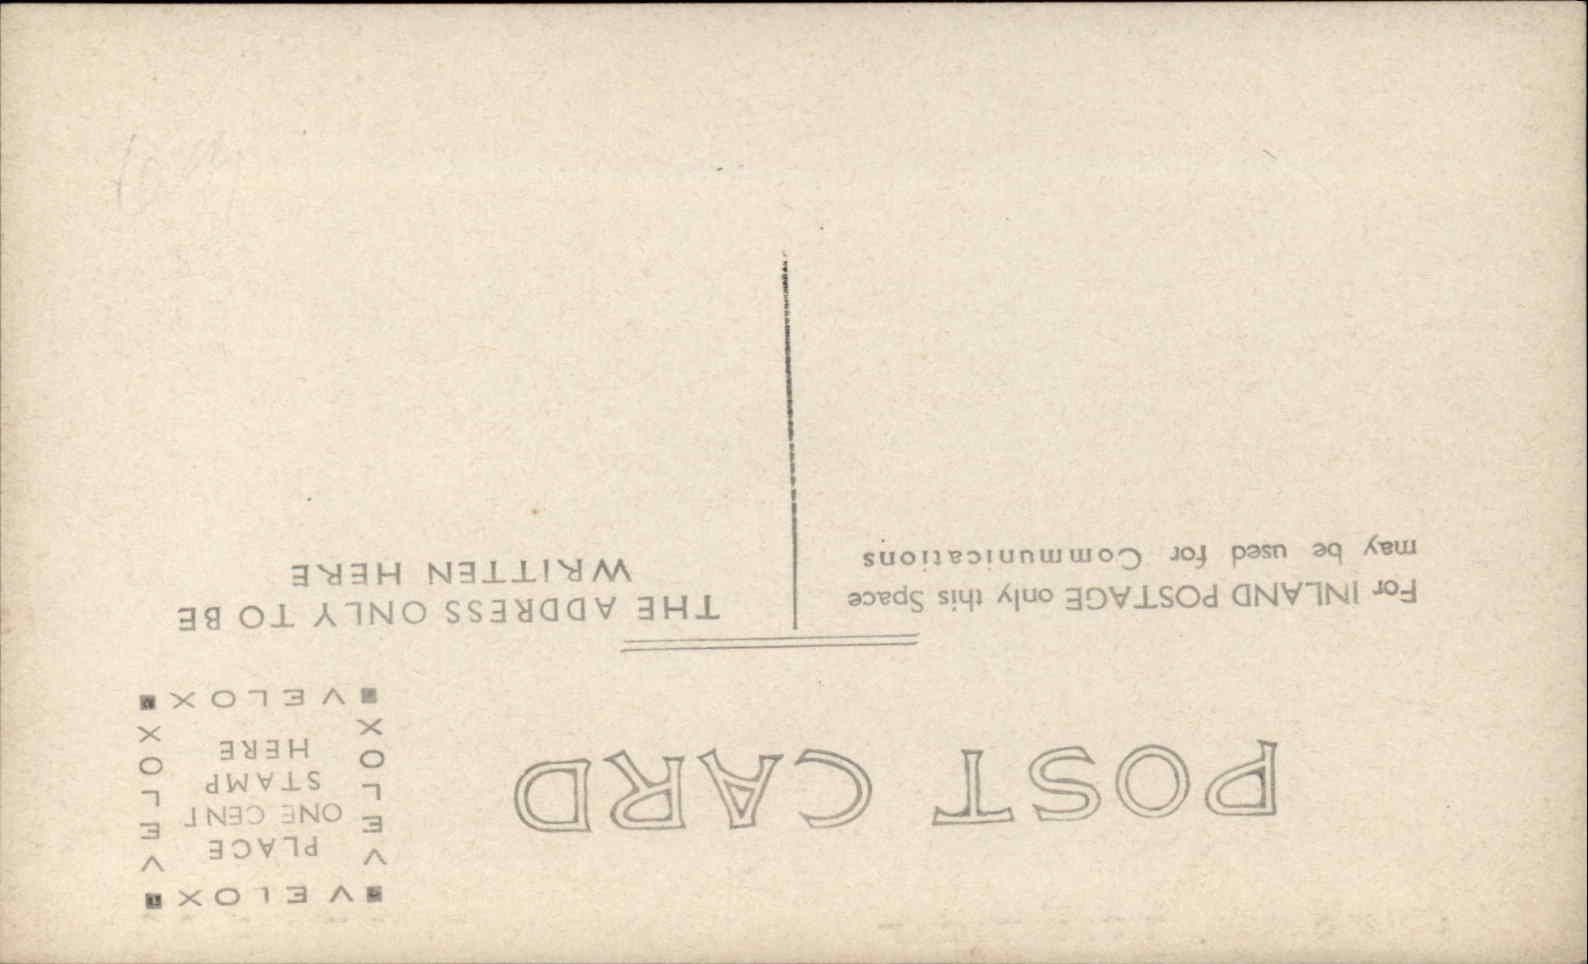 POST CARD
VELOX
VELOX
VELOX
VELOX
PLACE
ONE CENT
STAMP
HERE
For INLAND POSTAGE only this Space
may be used for Communications
THE ADDRESS ONLY TO BE
WRITTEN HERE